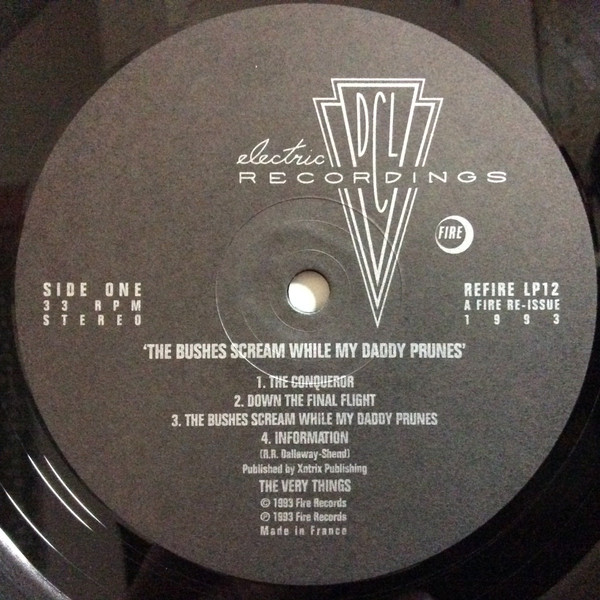 DCL
electric
RECORDINGS
FIRE
SIDE ONE
33 RPM
STEREO
REFIRE LP12
A FIRE RE-ISSUE
1993
'THE BUSHES SCREAM WHILE MY DADDY PRUNES'
1. THE CONQUEROR
2. DOWN THE FINAL FLIGHT
3. THE BUSHES SCREAM WHILE MY DADDY PRUNES
4. INFORMATION
(R.R. Dalloway-Shend)
Published by Xntrix Publishing
THE VERY THINGS
© 1993 Fire Records
℗ 1993 Fire Records
Made in France